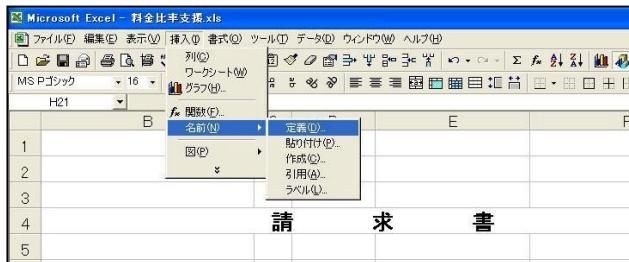 Microsoft Excel - 料金比率支援.xls
ファイル(F) 編集(E) 表示(V) 挿入(I) 書式(O) ツール(T) データ(D) ウィンドウ(W) ヘルプ(H)
MS Pゴシック 16
H21
列(C)
ワークシート(W)
グラフ(H)...
fx 関数(F)...
名前(N)
図(P)
定義(D)...
貼り付け(P)...
作成(C)...
引用(A)...
ラベル(L)...
B E
1
2
3
4 請求書
5